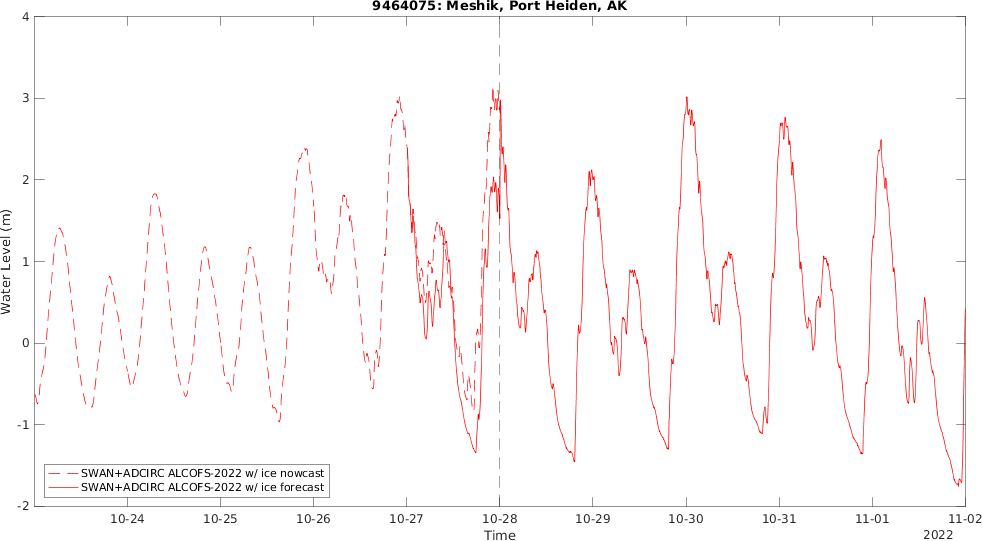 9464075: Meshik, Port Heiden, AK
4
3
2
1
0
-1
-2
Water Level (m)
SWAN+ADCIRC ALCOFS-2022 w/ ice nowcast
SWAN+ADCIRC ALCOFS-2022 w/ ice forecast
10-24 10-25 10-26 10-27 10-28 10-29 10-30 10-31 11-01 11-02
Time
2022